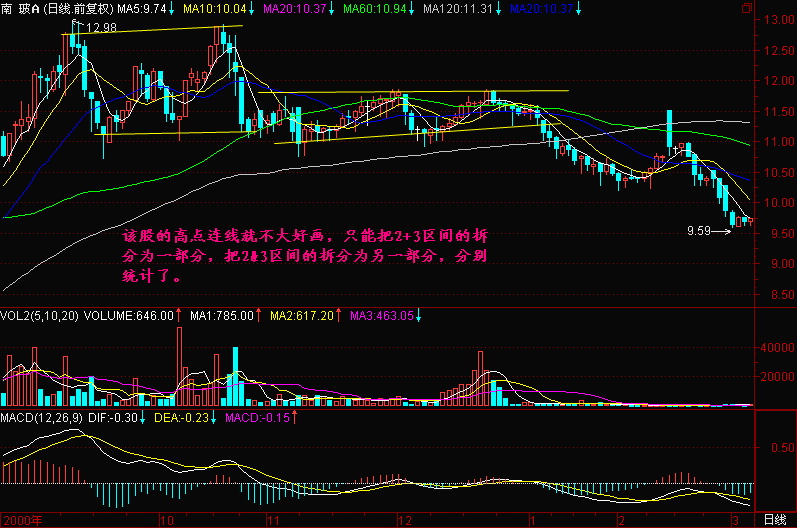 南 玻A (日线.前复权) MA5:9.74↓ MA10:10.04↓ MA20:10.37↓ MA60:10.94↓ MA120:11.31↓ MA20:10.37↓
13.00
12.98
12.50
12.00
11.50
11.00
10.50
10.00
9.59
9.50
9.00
8.50
该股的高点连线就不大好画，只能把2+3区间的拆
分为一部分，把2&3区间的拆分为另一部分，分别
统计了。
VOL2(5,10,20) VOLUME:646.00↑ MA1:785.00↑ MA2:617.20↑ MA3:463.05↓
40000
20000
MACD(12,26,9) DIF:-0.30↓ DEA:-0.23↓ MACD:-0.15↑
0.50
2000年 10 11 12 1 2 3 日线